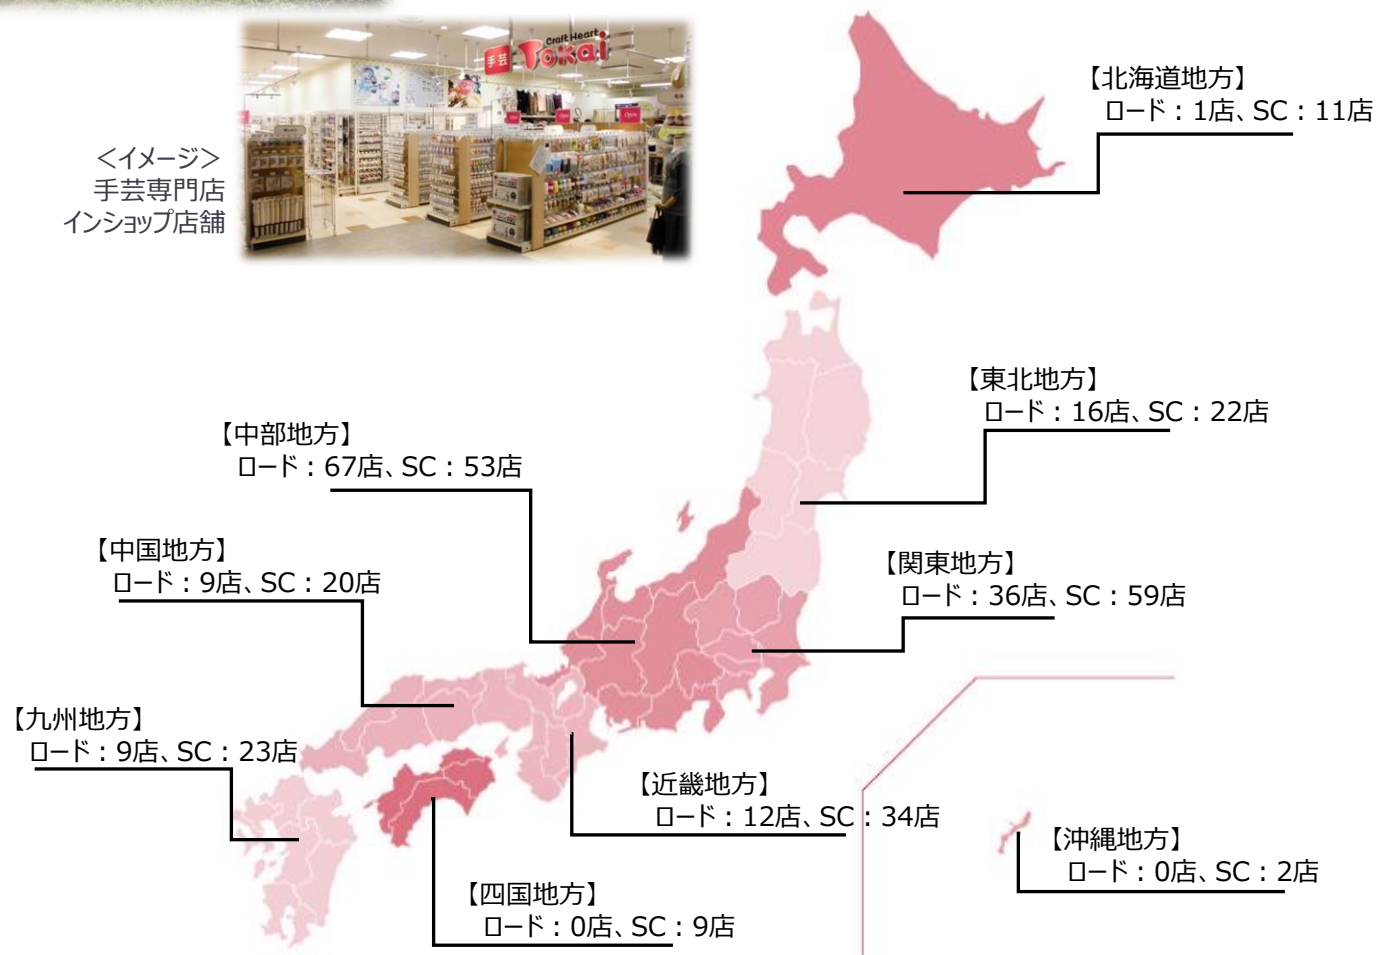 手芸
Craft Heart
Tokai
Open
Open
<イメージ>
手芸専門店
インショップ店舗
【北海道地方】
ロード：1店、SC：11店
【東北地方】
ロード：16店、SC：22店
【中部地方】
ロード：67店、SC：53店
【中国地方】
ロード：9店、SC：20店
【関東地方】
ロード：36店、SC：59店
【九州地方】
ロード：9店、SC：23店
【近畿地方】
ロード：12店、SC：34店
【沖縄地方】
ロード：0店、SC：2店
【四国地方】
ロード：0店、SC：9店